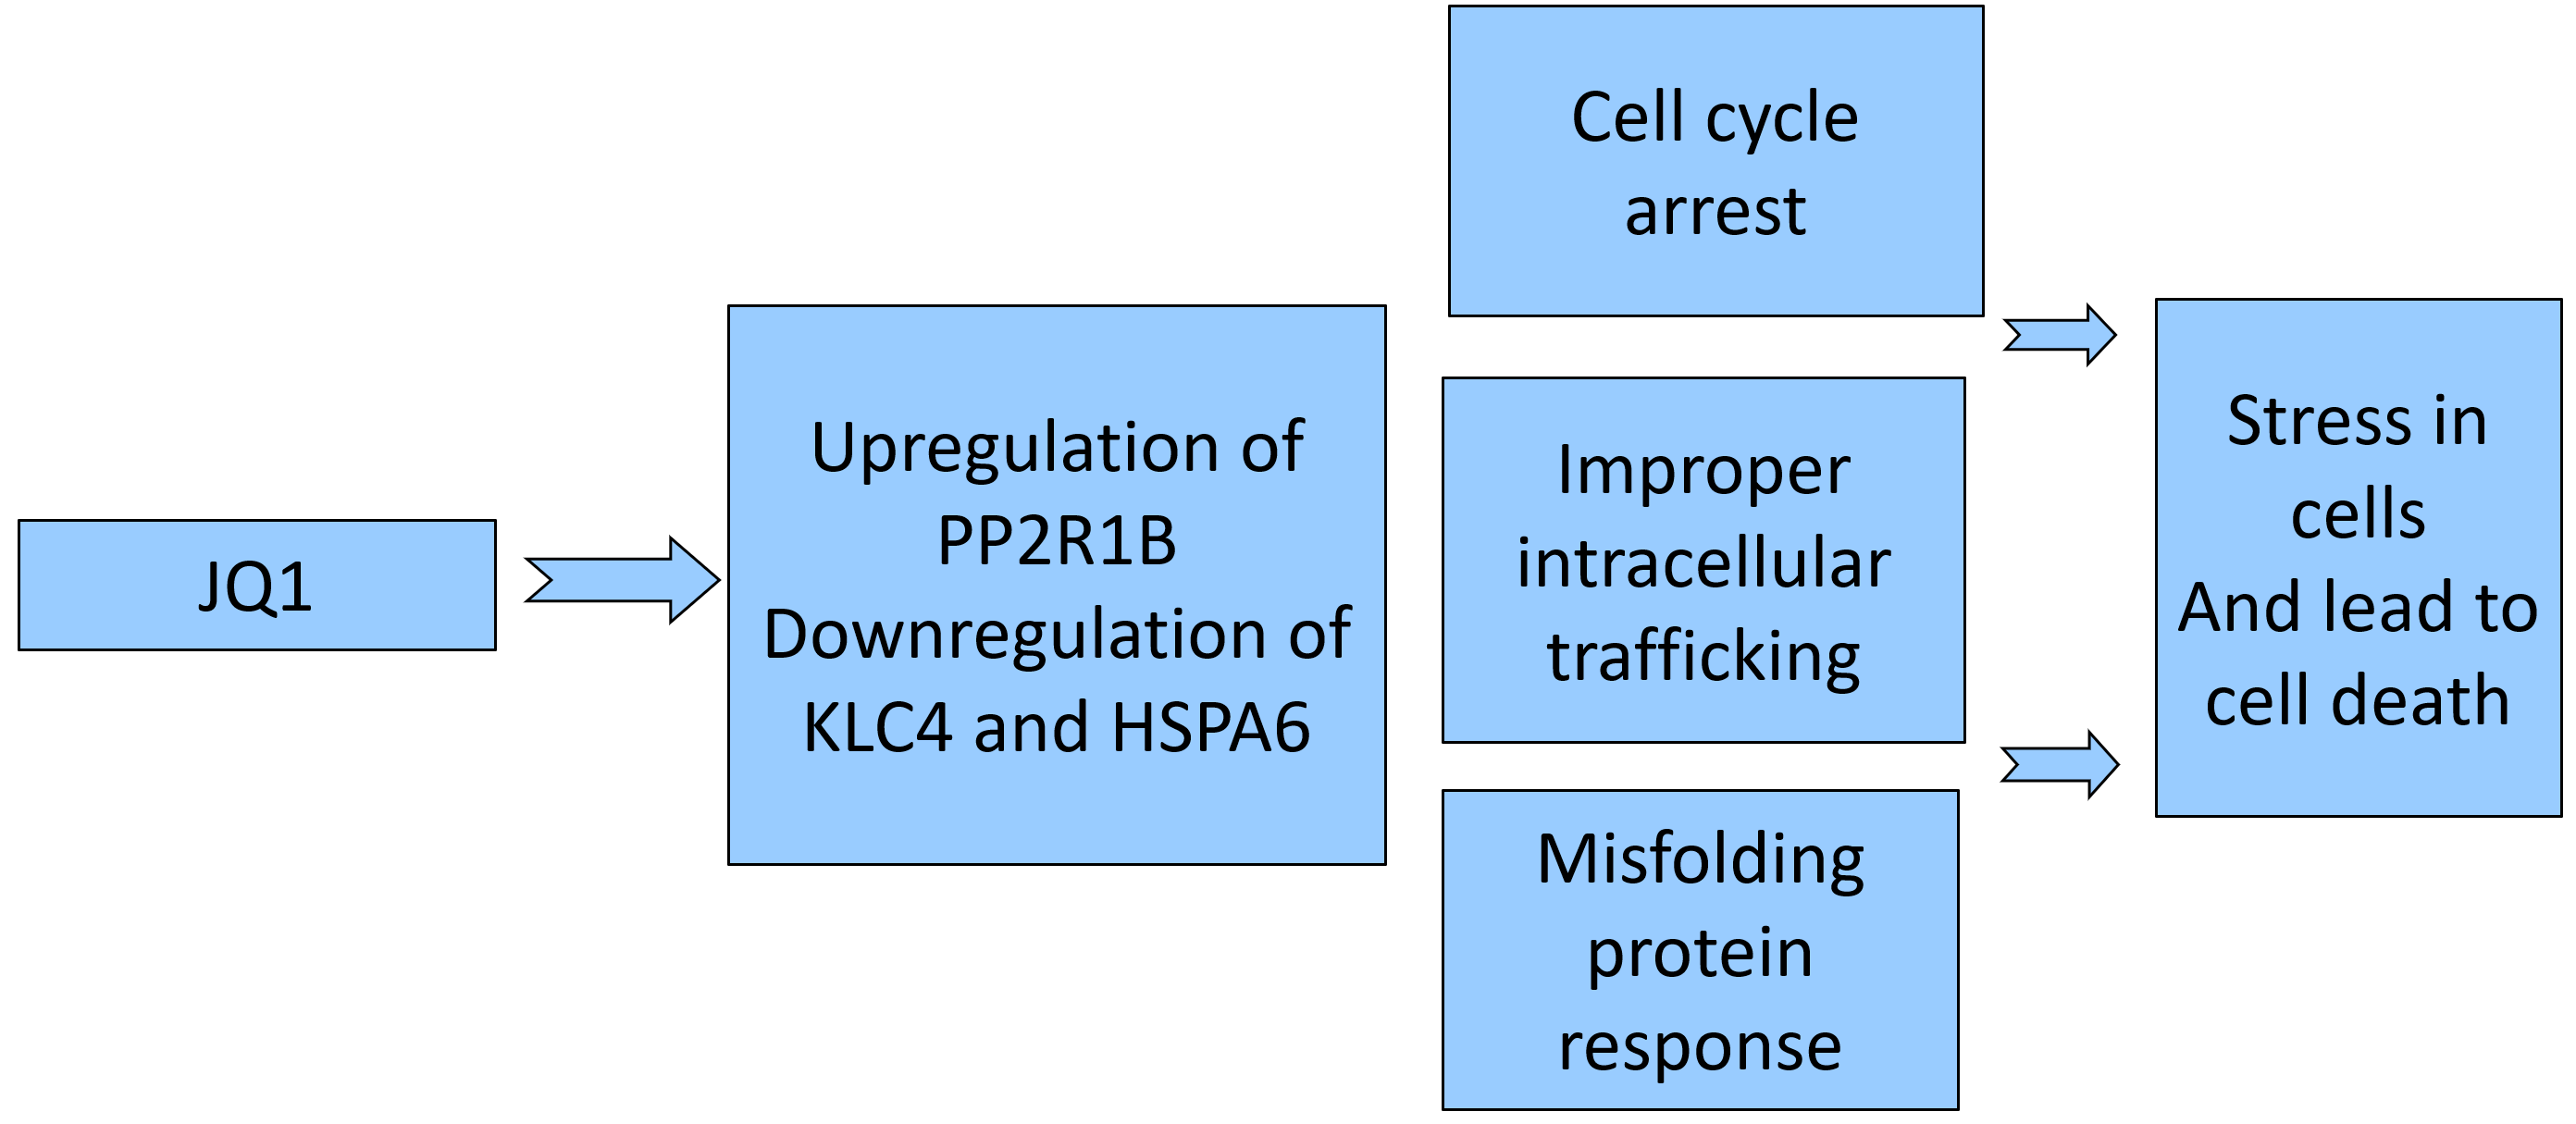 JQ1
Upregulation of
PP2R1B
Downregulation of
KLC4 and HSPA6
Cell cycle
arrest
Improper
intracellular
trafficking
Misfolding
protein
response
Stress in
cells
And lead to
cell death